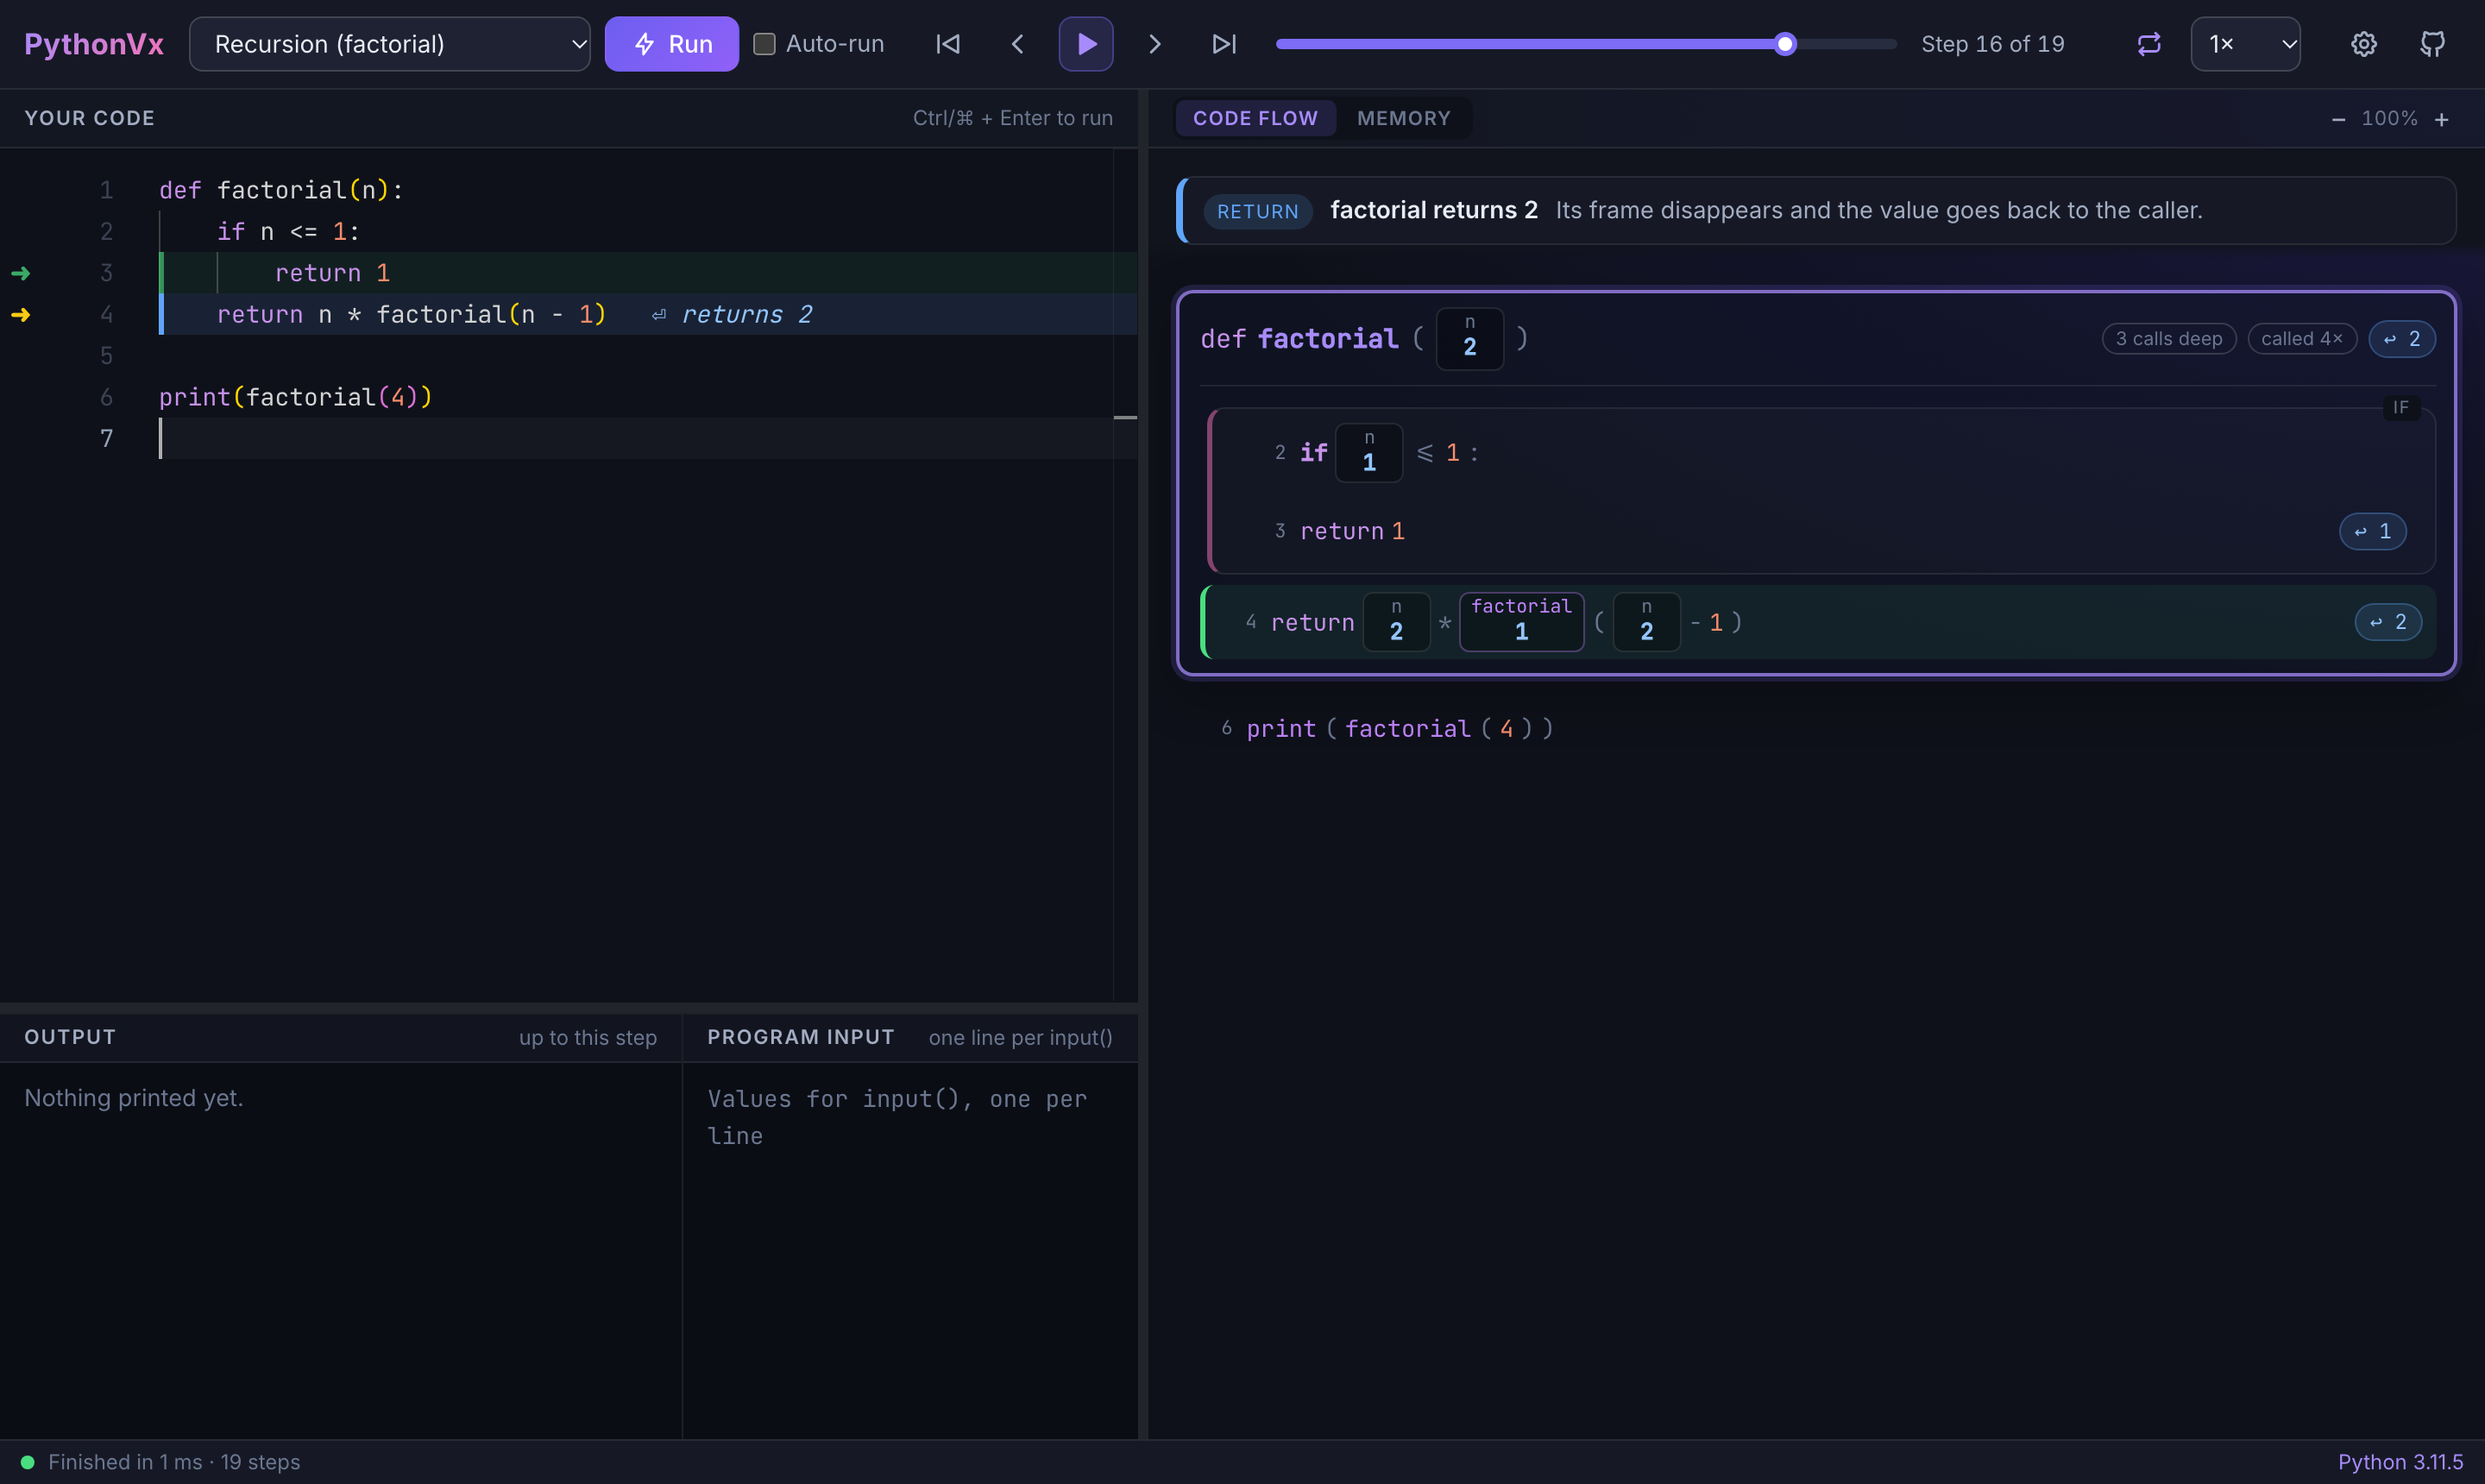 PythonVx Recursion (factorial) Run Auto-run Step 16 of 19 1×
YOUR CODE Ctrl/⌘ + Enter to run
1 def factorial(n):
2 if n <= 1:
3 return 1
4 return n * factorial(n - 1) ⏎ returns 2
5
6 print(factorial(4))
7
OUTPUT up to this step
Nothing printed yet.
PROGRAM INPUT one line per input()
Values for input(), one per
line
CODE FLOW MEMORY − 100% +
RETURN factorial returns 2 Its frame disappears and the value goes back to the caller.
n
def factorial ( 2 ) 3 calls deep called 4× ↩ 2
IF
n
2 if 1 ≤ 1 :
3 return 1 ↩ 1
n factorial n
4 return 2 * 1 ( 2 - 1 ) ↩ 2
6 print ( factorial ( 4 ) )
Finished in 1 ms · 19 steps Python 3.11.5